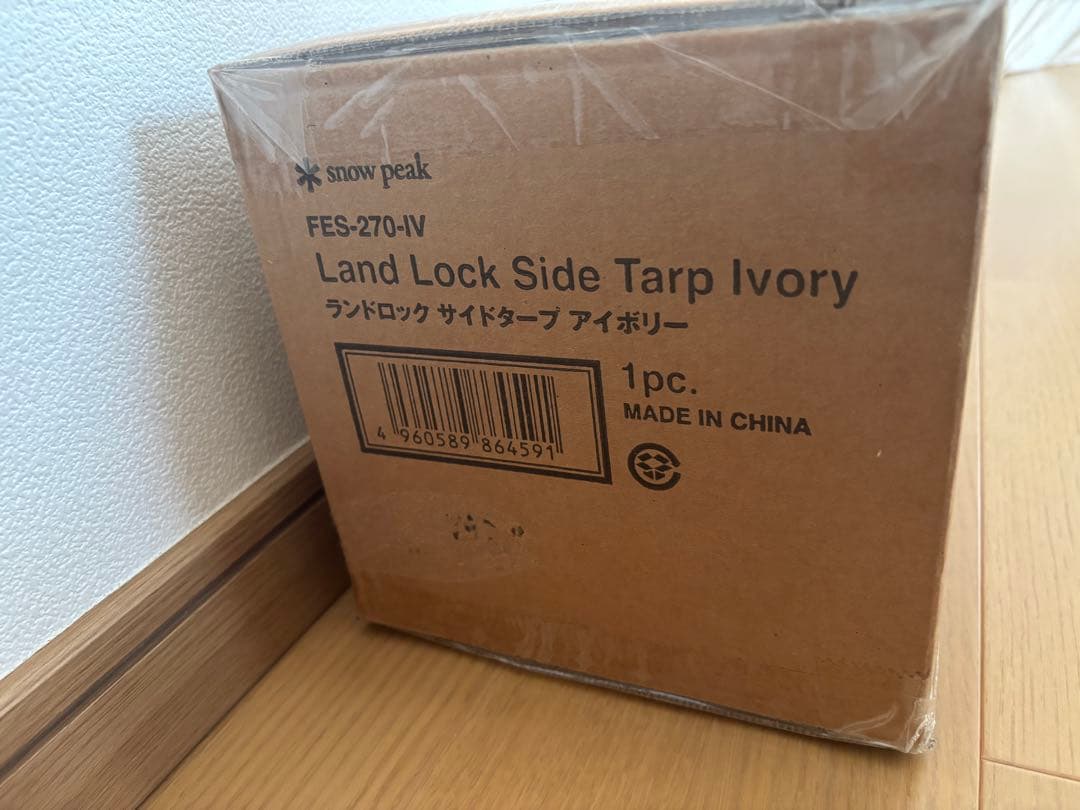 snow peak
FES-270-IV
Land Lock Side Tarp Ivory
ランドロック サイドタープ アイボリー
1pc.
MADE IN CHINA
4 960589 864591